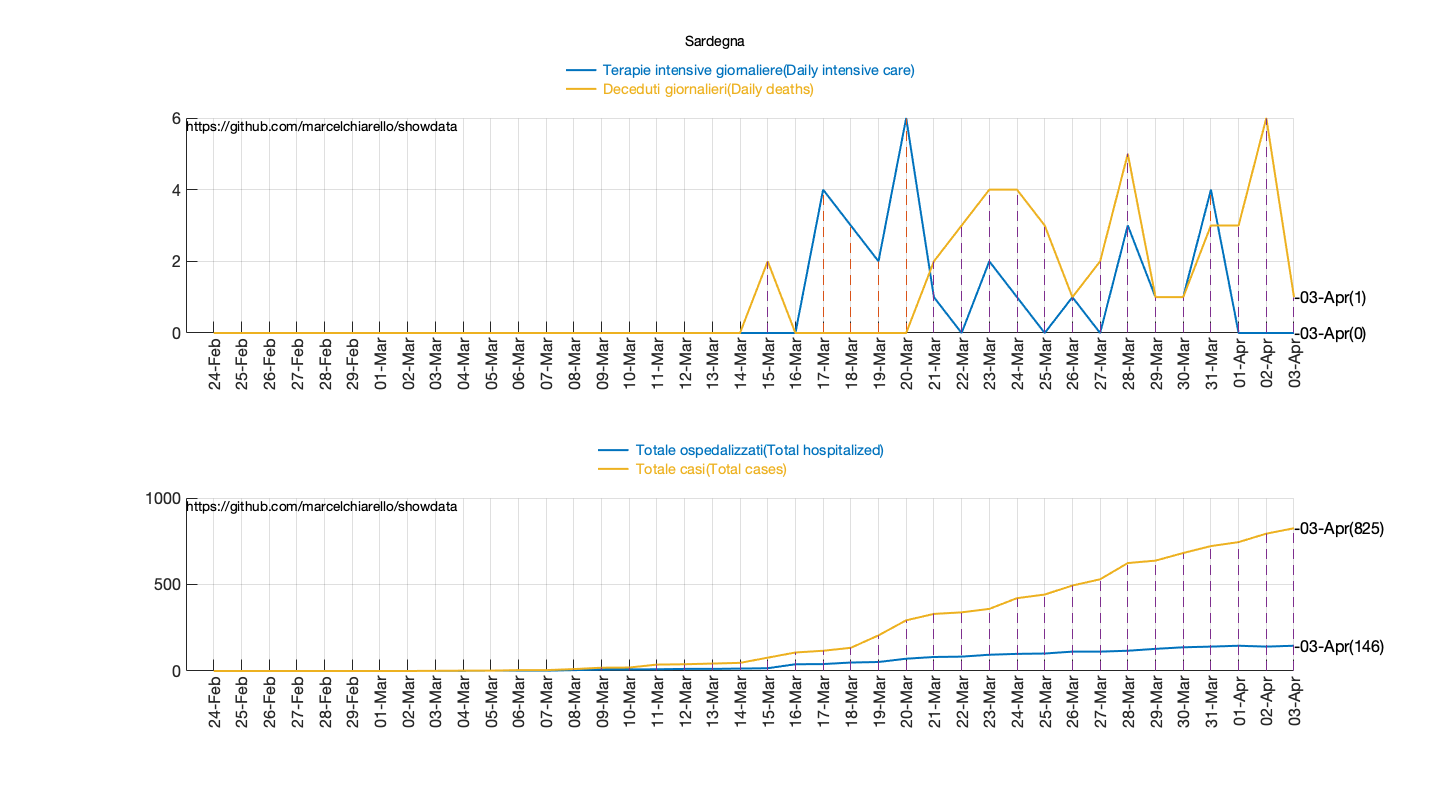 Sardegna
Terapie intensive giornaliere(Daily intensive care)
Deceduti giornalieri(Daily deaths)
https://github.com/marcelchiarello/showdata
6
4
2
0
-03-Apr(1)
-03-Apr(0)
24-Feb
25-Feb
26-Feb
27-Feb
28-Feb
29-Feb
01-Mar
02-Mar
03-Mar
04-Mar
05-Mar
06-Mar
07-Mar
08-Mar
09-Mar
10-Mar
11-Mar
12-Mar
13-Mar
14-Mar
15-Mar
16-Mar
17-Mar
18-Mar
19-Mar
20-Mar
21-Mar
22-Mar
23-Mar
24-Mar
25-Mar
26-Mar
27-Mar
28-Mar
29-Mar
30-Mar
31-Mar
01-Apr
02-Apr
03-Apr
Totale ospedalizzati(Total hospitalized)
Totale casi(Total cases)
https://github.com/marcelchiarello/showdata
1000
500
0
-03-Apr(825)
-03-Apr(146)
24-Feb
25-Feb
26-Feb
27-Feb
28-Feb
29-Feb
01-Mar
02-Mar
03-Mar
04-Mar
05-Mar
06-Mar
07-Mar
08-Mar
09-Mar
10-Mar
11-Mar
12-Mar
13-Mar
14-Mar
15-Mar
16-Mar
17-Mar
18-Mar
19-Mar
20-Mar
21-Mar
22-Mar
23-Mar
24-Mar
25-Mar
26-Mar
27-Mar
28-Mar
29-Mar
30-Mar
31-Mar
01-Apr
02-Apr
03-Apr